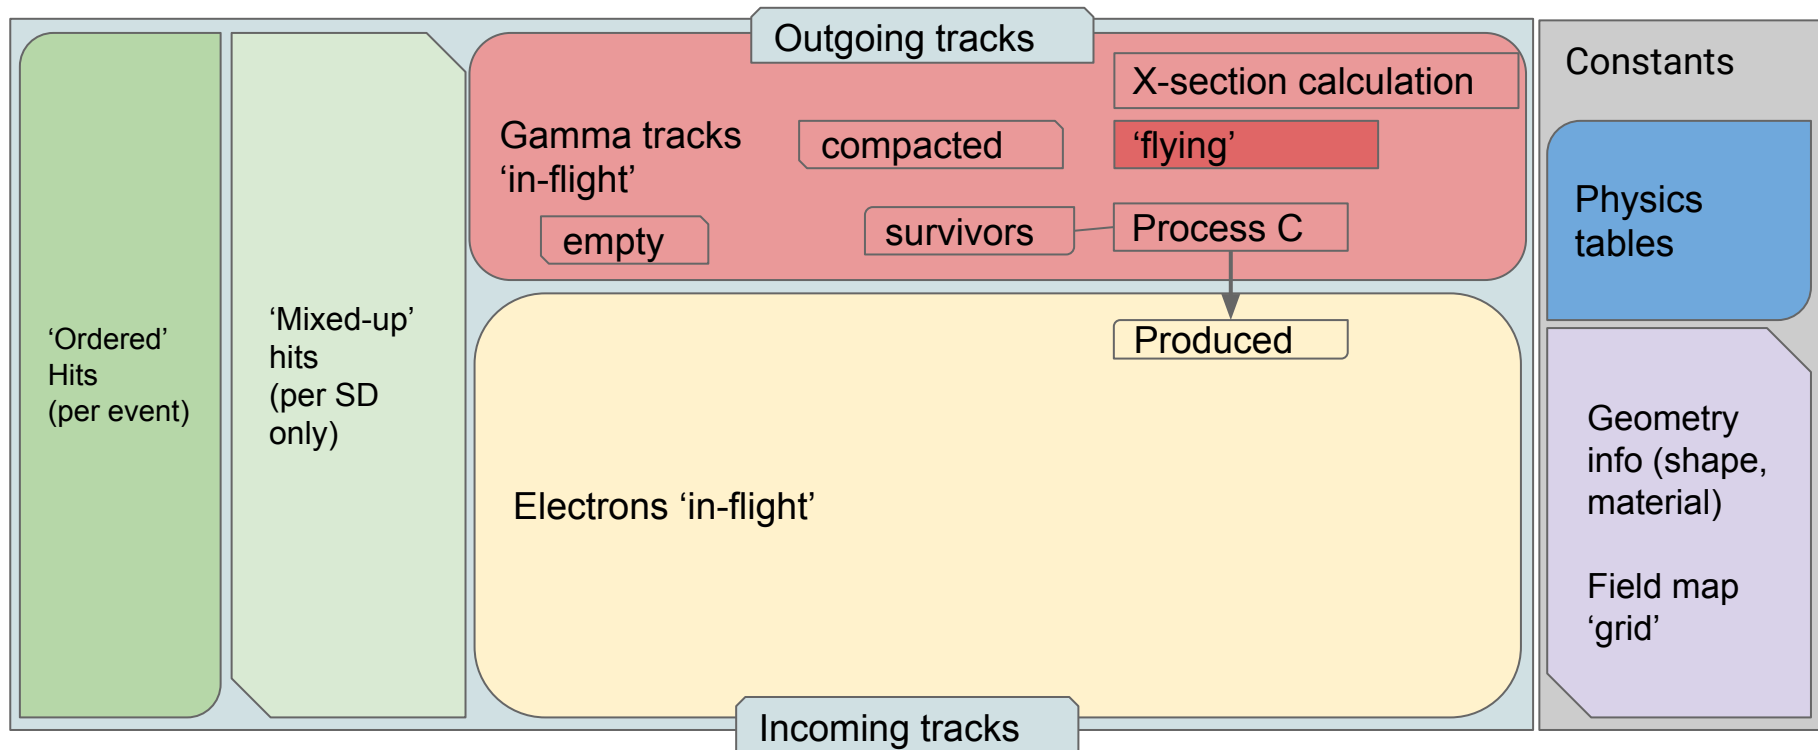 Outgoing tracks
Constants
X-section calculation
Gamma tracks
‘in-flight’
compacted
‘flying’
empty
survivors
Process C
Physics
tables
‘Ordered’
Hits
(per event)
‘Mixed-up’
hits
(per SD
only)
Produced
Electrons ‘in-flight’
Geometry
info (shape,
material)
Field map
‘grid’
Incoming tracks